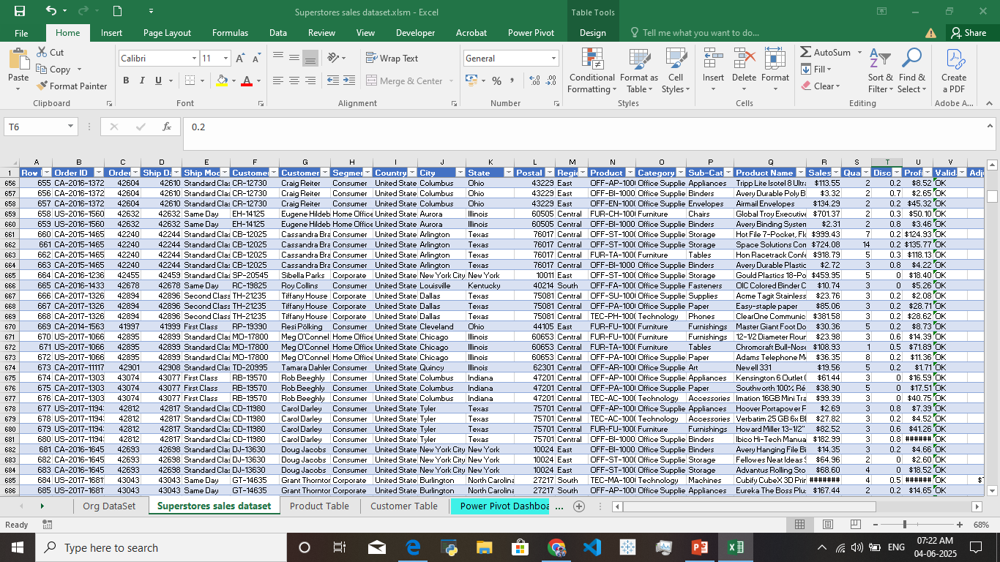 Superstores sales dataset.xlsm - Excel
Table Tools
File Home Insert Page Layout Formulas Data Review View Developer Acrobat Power Pivot Design Tell me what you want to do... Share
Paste Cut Calibri 11 Wrap Text General Conditional Formatting Format as Table Cell Styles Insert Delete Format AutoSum Sort & Filter Find & Select Create a PDF
Copy B I U Merge & Center % Fill
Format Painter Clear
Clipboard Font Alignment Number Styles Cells Editing Adobe A...
T6 fx 0.2
A B C D E F G H I J K L M N O P Q R S T U V
1 Row Order ID Order Ship Da Ship Moc Customer Customer Segmer Country City State Postal Regio Product Category Sub-Cat Product Name Sales Qua Disc Profi Valid. Adju
656 655 CA-2016-1372 42604 42610 Standard Clas CR-12730 Craig Reiter Consumer United State Columbus Ohio 43229 East OFF-AP-1000 Office Supplie Appliances Tripp Lite Isotel 8 Ultra $113.55 2 0.2 $8.52 OK
657 656 CA-2016-1372 42604 42610 Standard Clas CR-12730 Craig Reiter Consumer United State Columbus Ohio 43229 East OFF-BI-1000 Office Supplie Binders Avery Durable Poly B $3.32 2 0.7 $2.65 OK
658 657 CA-2016-1372 42604 42610 Standard Clas CR-12730 Craig Reiter Consumer United State Columbus Ohio 43229 East OFF-EN-1000 Office Supplie Envelopes Airmail Envelopes $134.29 2 0.2 $45.32 OK
659 658 US-2016-1560 42632 42632 Same Day EH-14125 Eugene Hildeb Home Office United State Aurora Illinois 60505 Central FUR-CH-1000 Furniture Chairs Global Troy Executive $701.37 2 0.3 $50.10 OK
660 659 US-2016-1560 42632 42632 Same Day EH-14125 Eugene Hildeb Home Office United State Aurora Illinois 60505 Central OFF-BI-1000 Office Supplie Binders Avery Binding System $2.31 2 0.8 $3.46 OK
661 660 CA-2015-1465 42240 42244 Standard Clas CB-12025 Cassandra Bra Consumer United State Arlington Texas 76017 Central OFF-ST-1000 Office Supplie Storage Hot File 7-Pocket, Flo $999.43 7 0.2 $124.93 OK
662 661 CA-2015-1465 42240 42244 Standard Clas CB-12025 Cassandra Bra Consumer United State Arlington Texas 76017 Central OFF-ST-1000 Office Supplie Storage Space Solutions Com $724.08 14 0.2 $135.77 OK
663 662 CA-2015-1465 42240 42244 Standard Clas CB-12025 Cassandra Bra Consumer United State Arlington Texas 76017 Central FUR-TA-1000 Furniture Tables Hon Racetrack Confe $918.79 5 0.3 $118.13 OK
664 663 CA-2015-1465 42240 42244 Standard Clas CB-12025 Cassandra Bra Consumer United State Arlington Texas 76017 Central OFF-BI-1000 Office Supplie Binders Avery Durable Plastic $2.72 3 0.8 $4.22 OK
665 664 CA-2016-1236 42455 42459 Standard Clas SP-20545 Sibella Parks Corporate United State New York City New York 10011 East OFF-ST-1000 Office Supplie Storage Gould Plastics 18-Po $459.95 5 0 $18.40 OK
666 665 CA-2016-1433 42678 42678 Same Day RC-19825 Roy Collins Consumer United State Louisville Kentucky 40214 South OFF-FA-1000 Office Supplie Fasteners OIC Colored Binder C $10.74 3 0 $5.26 OK
667 666 CA-2017-1326 42894 42896 Second Class TH-21235 Tiffany House Corporate United State Dallas Texas 75081 Central OFF-SU-1000 Office Supplie Supplies Acme Tagit Stainless $23.76 3 0.2 $2.08 OK
668 667 CA-2017-1326 42894 42896 Second Class TH-21235 Tiffany House Corporate United State Dallas Texas 75081 Central OFF-PA-1000 Office Supplie Paper Easy-staple paper $85.06 3 0.2 $28.71 OK
669 668 CA-2017-1326 42894 42896 Second Class TH-21235 Tiffany House Corporate United State Dallas Texas 75081 Central TEC-PH-1000 Technology Phones ClearOne Communic $381.58 3 0.2 $28.62 OK
670 669 CA-2014-1563 41997 41999 First Class RP-19390 Resi Pölking Consumer United State Cleveland Ohio 44105 East FUR-FU-1000 Furniture Furnishings Master Giant Foot Do $30.36 5 0.2 $8.73 OK
671 670 US-2017-1066 42895 42899 Standard Clas MO-17800 Meg O'Connel Home Office United State Chicago Illinois 60653 Central FUR-FU-1000 Furniture Furnishings 12-1/2 Diameter Roun $23.98 3 0.6 $14.39 OK
672 671 US-2017-1066 42895 42899 Standard Clas MO-17800 Meg O'Connel Home Office United State Chicago Illinois 60653 Central FUR-TA-1000 Furniture Tables Chromcraft Bull-Nose $108.93 1 0.5 $71.89 OK
673 672 US-2017-1066 42895 42899 Standard Clas MO-17800 Meg O'Connel Home Office United State Chicago Illinois 60653 Central OFF-PA-1000 Office Supplie Paper Adams Telephone Me $36.35 8 0.2 $11.36 OK
674 673 CA-2017-11117 42901 42908 Standard Clas TD-20995 Tamara Dahler Consumer United State Quincy Illinois 62301 Central OFF-AR-1000 Office Supplie Art Newell 331 $19.56 5 0.2 $1.71 OK
675 674 CA-2017-1303 43074 43077 First Class RB-19570 Rob Beeghly Consumer United State Columbus Indiana 47201 Central OFF-AP-1000 Office Supplie Appliances Kensington 6 Outlet $61.44 3 0 $16.59 OK
676 675 CA-2017-1303 43074 43077 First Class RB-19570 Rob Beeghly Consumer United State Columbus Indiana 47201 Central OFF-PA-1000 Office Supplie Paper Southworth 100% Ré $38.90 5 0 $17.51 OK
677 676 CA-2017-1303 43074 43077 First Class RB-19570 Rob Beeghly Consumer United State Columbus Indiana 47201 Central TEC-AC-1000 Technology Accessories Imation 16GB Mini Tra $99.39 3 0 $40.75 OK
678 677 US-2017-1194 42812 42817 Standard Clas CD-11980 Carol Darley Consumer United State Tyler Texas 75701 Central OFF-AP-1000 Office Supplie Appliances Hoover Portapower P $2.69 3 0.8 $7.39 OK
679 678 US-2017-1194 42812 42817 Standard Clas CD-11980 Carol Darley Consumer United State Tyler Texas 75701 Central TEC-AC-1000 Technology Accessories Verbatim 25 GB 6x Bl $27.82 3 0.2 $4.52 OK
680 679 US-2017-1194 42812 42817 Standard Clas CD-11980 Carol Darley Consumer United State Tyler Texas 75701 Central FUR-FU-1000 Furniture Furnishings Howard Miller 13-1/2" $82.52 3 0.6 $41.26 OK
681 680 US-2017-1194 42812 42817 Standard Clas CD-11980 Carol Darley Consumer United State Tyler Texas 75701 Central OFF-BI-1000 Office Supplie Binders Ibico Hi-Tech Manua $182.99 3 0.8 ###### OK
682 681 CA-2016-1645 42693 42698 Standard Clas DJ-13630 Doug Jacobs Consumer United State New York City New York 10024 East OFF-BI-1000 Office Supplie Binders Avery Hanging File Bi $14.35 3 0.2 $4.66 OK
683 682 CA-2016-1645 42693 42698 Standard Clas DJ-13630 Doug Jacobs Consumer United State New York City New York 10024 East OFF-ST-1000 Office Supplie Storage Fellowes Neat Ideas S $64.96 2 0 $2.60 OK
684 683 CA-2016-1645 42693 42698 Standard Clas DJ-13630 Doug Jacobs Consumer United State New York City New York 10024 East OFF-ST-1000 Office Supplie Storage Advantus Rolling Sto $68.60 4 0 $18.52 OK
685 684 US-2017-1681 43043 43043 Same Day GT-14635 Grant Thornton Corporate United State Burlington North Carolina 27217 South TEC-MA-1000 Technology Machines Cubify CubeX 3D Prin ####### 4 0.5 ###### OK
686 685 US-2017-1681 43043 43043 Same Day GT-14635 Grant Thornton Corporate United State Burlington North Carolina 27217 South OFF-AP-1000 Office Supplie Appliances Eureka The Boss Plu $167.44 2 0.2 $14.65 OK
Org DataSet Superstores sales dataset Product Table Customer Table Power Pivot Dashboa ...
Ready 68%
Type here to search ENG 07:22 AM
04-06-2025